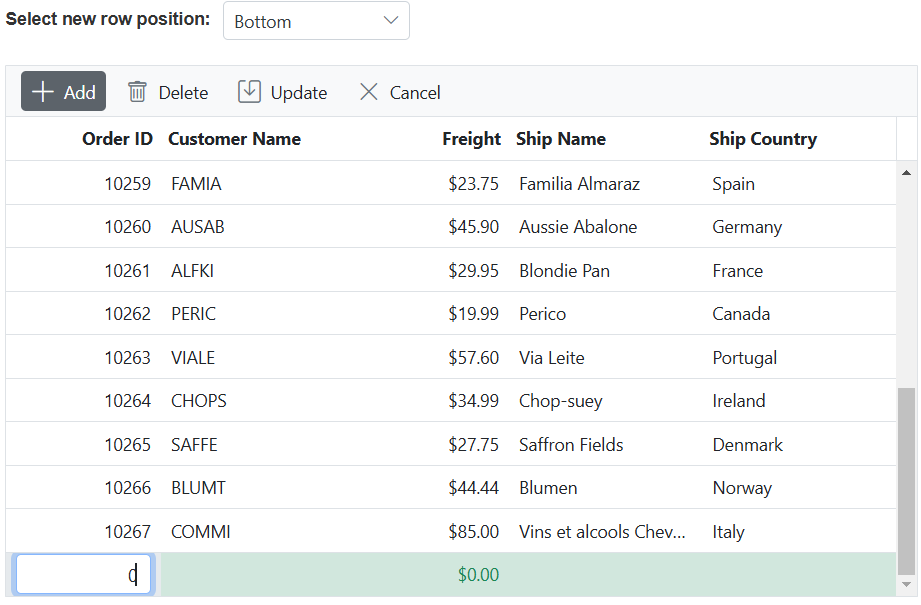 Select new row position: Bottom
Add Delete Update Cancel
Order ID Customer Name Freight Ship Name Ship Country
10259 FAMIA $23.75 Familia Almaraz Spain
10260 AUSAB $45.90 Aussie Abalone Germany
10261 ALFKI $29.95 Blondie Pan France
10262 PERIC $19.99 Perico Canada
10263 VIALE $57.60 Via Leite Portugal
10264 CHOPS $34.99 Chop-suey Ireland
10265 SAFFE $27.75 Saffron Fields Denmark
10266 BLUMT $44.44 Blumen Norway
10267 COMMI $85.00 Vins et alcools Chev... Italy
0 $0.00